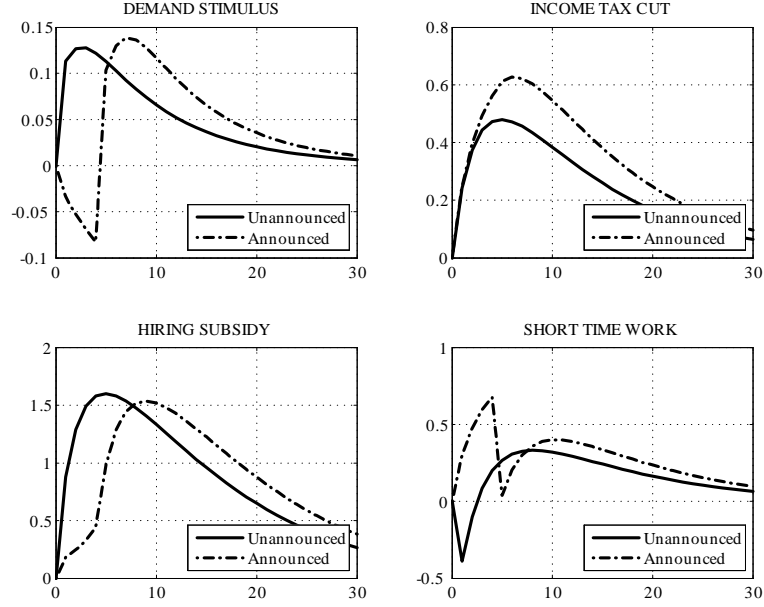 DEMAND STIMULUS
0.15
0.1
0.05
0
-0.05
-0.1
0 10 20 30
Unannounced
Announced
INCOME TAX CUT
0.8
0.6
0.4
0.2
0
0 10 20 30
Unannounced
Announced
HIRING SUBSIDY
2
1.5
1
0.5
0
0 10 20 30
Unannounced
Announced
SHORT TIME WORK
1
0.5
0
-0.5
0 10 20 30
Unannounced
Announced